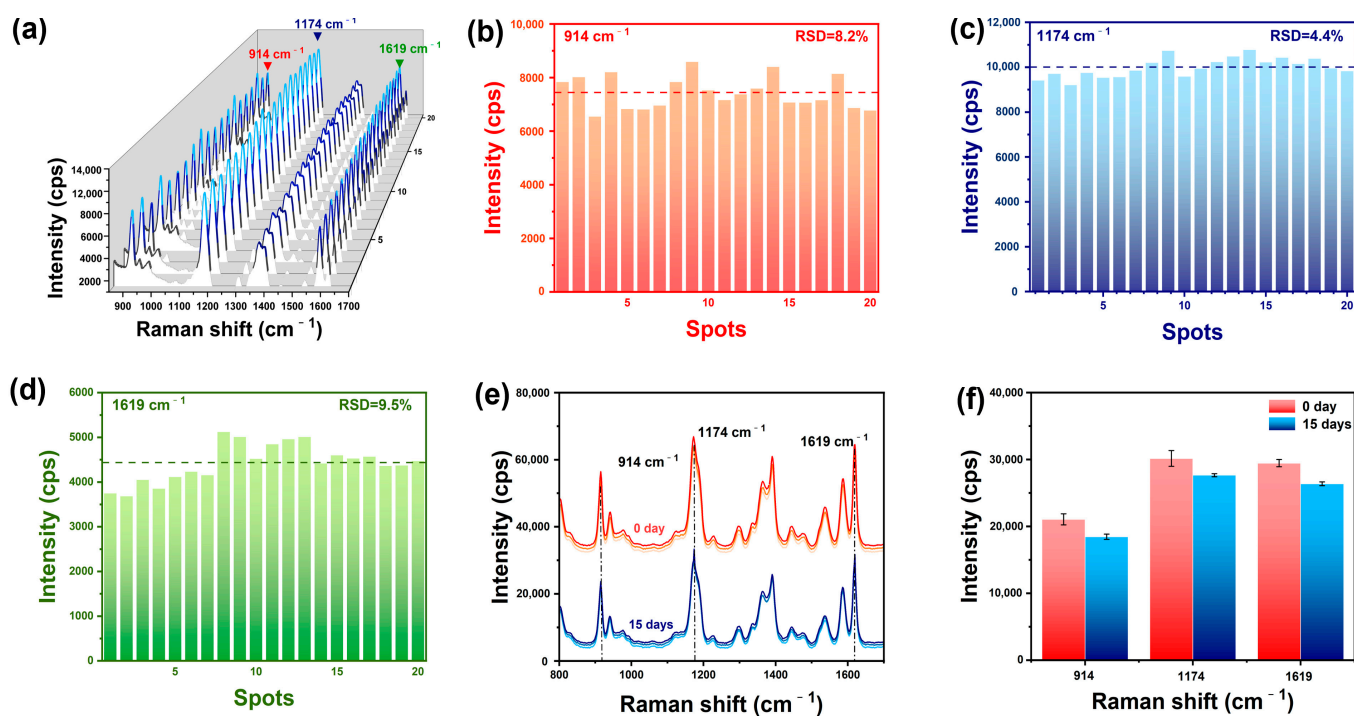 (a)
1174 cm⁻¹
914 cm⁻¹
1619 cm⁻¹
14,000
12,000
10,000
8000
6000
4000
2000
Intensity (cps)
900 1000 1100 1200 1300 1400 1500 1600 1700
5
10
15
20
Raman shift (cm⁻¹)
(b)
914 cm⁻¹ RSD=8.2%
10,000
8000
6000
4000
2000
0
Intensity (cps)
5 10 15 20
Spots
(c)
1174 cm⁻¹ RSD=4.4%
12,000
10,000
8000
6000
4000
2000
0
Intensity (cps)
5 10 15 20
Spots
(d)
1619 cm⁻¹ RSD=9.5%
6000
5000
4000
3000
2000
1000
0
Intensity (cps)
5 10 15 20
Spots
(e)
80,000
60,000
40,000
20,000
0
Intensity (cps)
914 cm⁻¹
1174 cm⁻¹
1619 cm⁻¹
0 day
15 days
800 1000 1200 1400 1600
Raman shift (cm⁻¹)
(f)
40,000
30,000
20,000
10,000
0
Intensity (cps)
0 day
15 days
914 1174 1619
Raman shift (cm⁻¹)